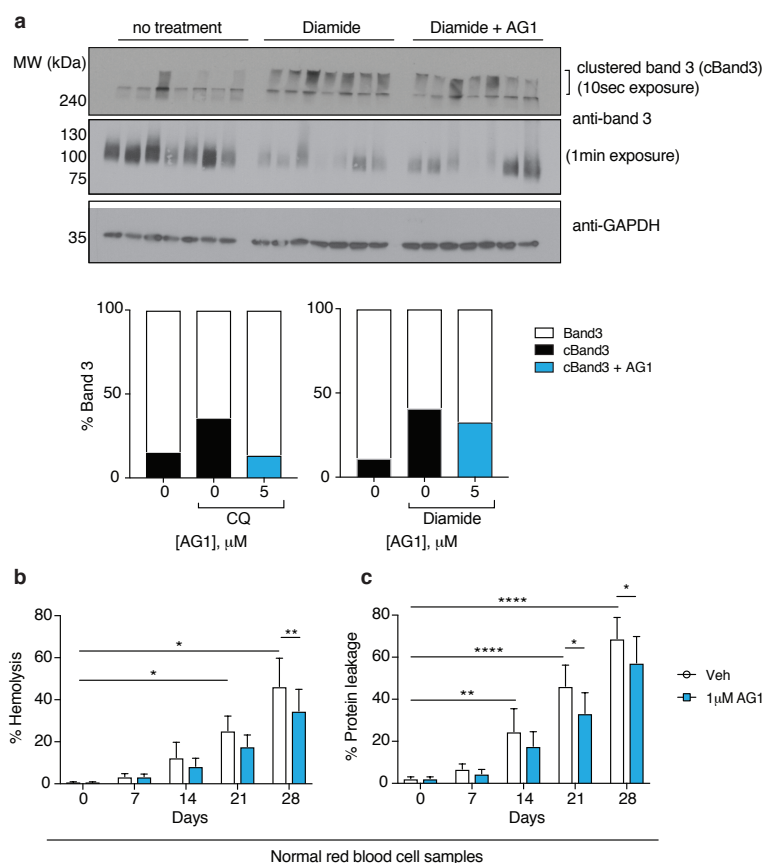 a
no treatment Diamide Diamide + AG1
MW (kDa)
clustered band 3 (cBand3)
(10sec exposure)
240
anti-band 3
130
100
75
(1min exposure)
35
anti-GAPDH
100
50
0
% Band 3
0 0 5
CQ
[AG1], μM
100
50
0
0 0 5
Diamide
[AG1], μM
Band3
cBand3
cBand3 + AG1
b
80
60
40
20
0
% Hemolysis
*
*
**
0 7 14 21 28
Days
c
80
60
40
20
0
% Protein leakage
****
****
**
*
*
0 7 14 21 28
Days
Veh
1μM AG1
Normal red blood cell samples